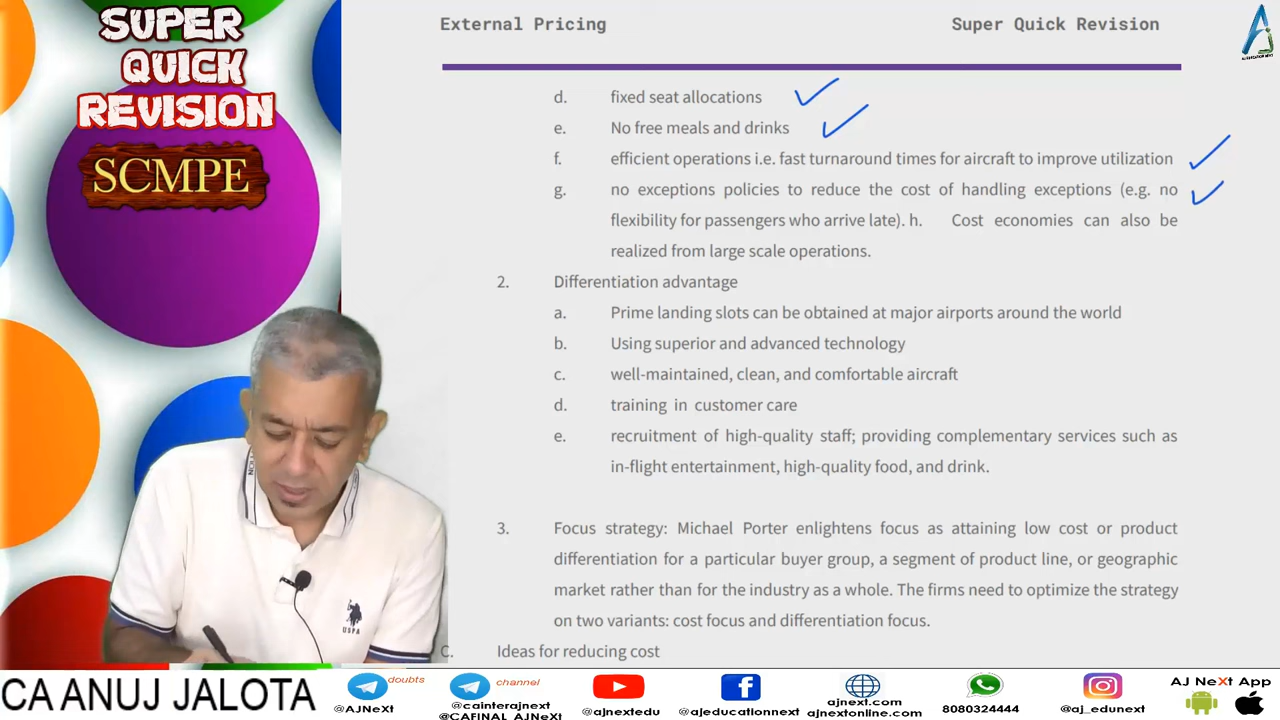 SUPER
QUICK
REVISION
SCMPE
External Pricing Super Quick Revision
AJ
d. fixed seat allocations
e. No free meals and drinks
f. efficient operations i.e. fast turnaround times for aircraft to improve utilization
g. no exceptions policies to reduce the cost of handling exceptions (e.g. no
flexibility for passengers who arrive late). h. Cost economies can also be
realized from large scale operations.
2. Differentiation advantage
a. Prime landing slots can be obtained at major airports around the world
b. Using superior and advanced technology
c. well-maintained, clean, and comfortable aircraft
d. training in customer care
e. recruitment of high-quality staff; providing complementary services such as
in-flight entertainment, high-quality food, and drink.
3. Focus strategy: Michael Porter enlightens focus as attaining low cost or product
differentiation for a particular buyer group, a segment of product line, or geographic
market rather than for the industry as a whole. The firms need to optimize the strategy
on two variants: cost focus and differentiation focus.
C. Ideas for reducing cost
USPA
CA ANUJ JALOTA
doubts
@AJNeXt
channel
@cainterajnext
@CAFINAL_AJNeXt
@ajnextedu
@ajeducationnext
ajnext.com
ajnextonline.com
8080324444
@aj_edunext
AJ NeXt App